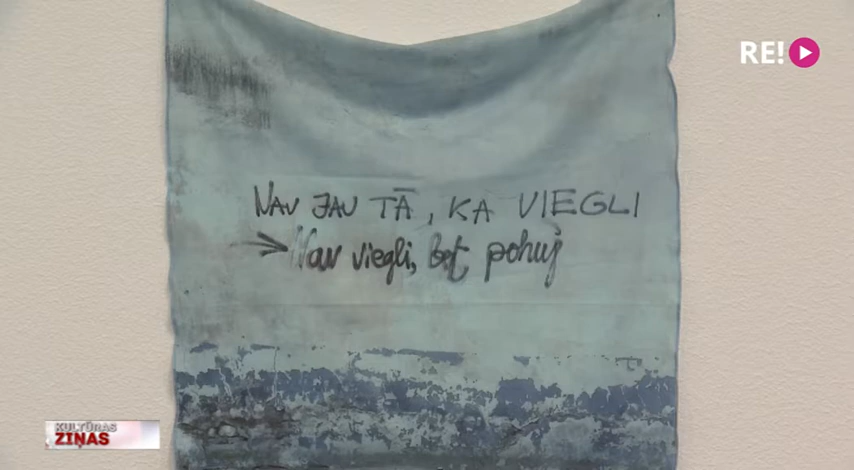 RE!
NAV JAU TĀ, KA VIEGLI
Nav viegli, bet pohuj
KULTŪRAS
ZIŅAS